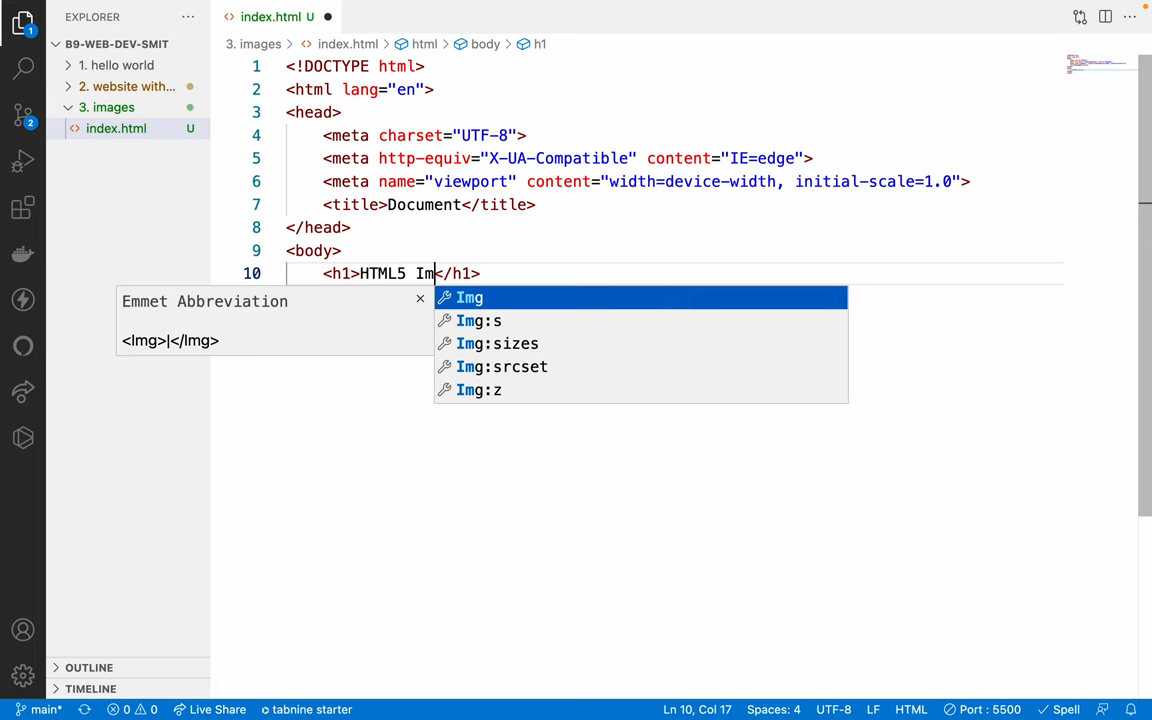 1
EXPLORER ···
<> index.html U ●
···
B9-WEB-DEV-SMIT
3. images > <> index.html > html > body > h1
> 1. hello world
> 2. website with...
3. images
<> index.html U
2
1 <!DOCTYPE html>
2 <html lang="en">
3 <head>
4 <meta charset="UTF-8">
5 <meta http-equiv="X-UA-Compatible" content="IE=edge">
6 <meta name="viewport" content="width=device-width, initial-scale=1.0">
7 <title>Document</title>
8 </head>
9 <body>
10 <h1>HTML5 Im</h1>
Emmet Abbreviation ×
<Img>|</Img>
Img
Img:s
Img:sizes
Img:srcset
Img:z
> OUTLINE
> TIMELINE
main* 0 0 Live Share tabnine starter Ln 10, Col 17 Spaces: 4 UTF-8 LF HTML Port : 5500 Spell